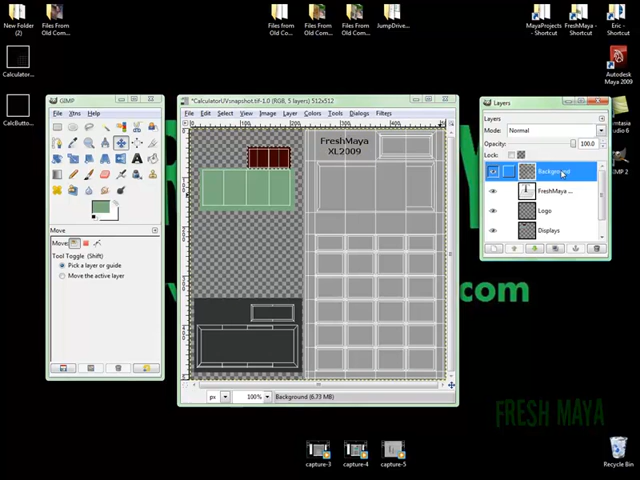 New Folder (2)
Files From Old Com...
Files from Old Co...
Files From Old Com...
Files From Old Com...
JumpDrive...
MayaProjects - Shortcut
FreshMaya - Shortcut
Eric - Shortcut
Calculator...
CalcButto...
Autodesk Maya 2009
GIMP 2
GIMP
File Xtns Help
Move
Move:
Tool Toggle (Shift)
Pick a layer or guide
Move the active layer
*CalculatorUVsnapshot.tif-1.0 (RGB, 5 layers) 512x512
File Edit Select View Image Layer Colors Tools Dialogs Filters
FreshMaya
XL2009
px 100% Background (6.73 MB)
Layers
Layers
Mode: Normal
Opacity: 100.0
Lock:
Background
FreshMaya ...
Logo
Displays
com
FRESH MAYA
capture-3
capture-4
capture-5
Recycle Bin